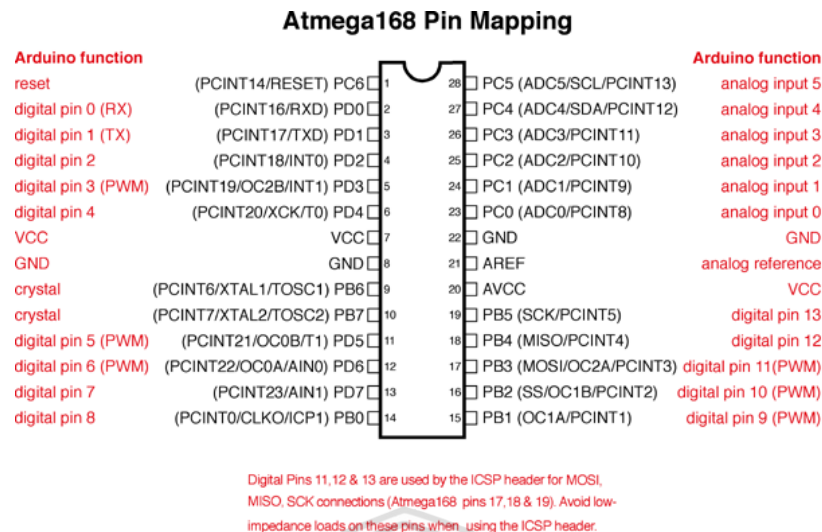 Atmega168 Pin Mapping
Arduino function Arduino function
reset (PCINT14/RESET) PC6 1 28 PC5 (ADC5/SCL/PCINT13) analog input 5
digital pin 0 (RX) (PCINT16/RXD) PD0 2 27 PC4 (ADC4/SDA/PCINT12) analog input 4
digital pin 1 (TX) (PCINT17/TXD) PD1 3 26 PC3 (ADC3/PCINT11) analog input 3
digital pin 2 (PCINT18/INT0) PD2 4 25 PC2 (ADC2/PCINT10) analog input 2
digital pin 3 (PWM) (PCINT19/OC2B/INT1) PD3 5 24 PC1 (ADC1/PCINT9) analog input 1
digital pin 4 (PCINT20/XCK/T0) PD4 6 23 PC0 (ADC0/PCINT8) analog input 0
VCC VCC 7 22 GND GND
GND GND 8 21 AREF analog reference
crystal (PCINT6/XTAL1/TOSC1) PB6 9 20 AVCC VCC
crystal (PCINT7/XTAL2/TOSC2) PB7 10 19 PB5 (SCK/PCINT5) digital pin 13
digital pin 5 (PWM) (PCINT21/OC0B/T1) PD5 11 18 PB4 (MISO/PCINT4) digital pin 12
digital pin 6 (PWM) (PCINT22/OC0A/AIN0) PD6 12 17 PB3 (MOSI/OC2A/PCINT3) digital pin 11(PWM)
digital pin 7 (PCINT23/AIN1) PD7 13 16 PB2 (SS/OC1B/PCINT2) digital pin 10 (PWM)
digital pin 8 (PCINT0/CLKO/ICP1) PB0 14 15 PB1 (OC1A/PCINT1) digital pin 9 (PWM)
Digital Pins 11,12 & 13 are used by the ICSP header for MOSI,
MISO, SCK connections (Atmega168 pins 17,18 & 19). Avoid low-
impedance loads on these pins when using the ICSP header.